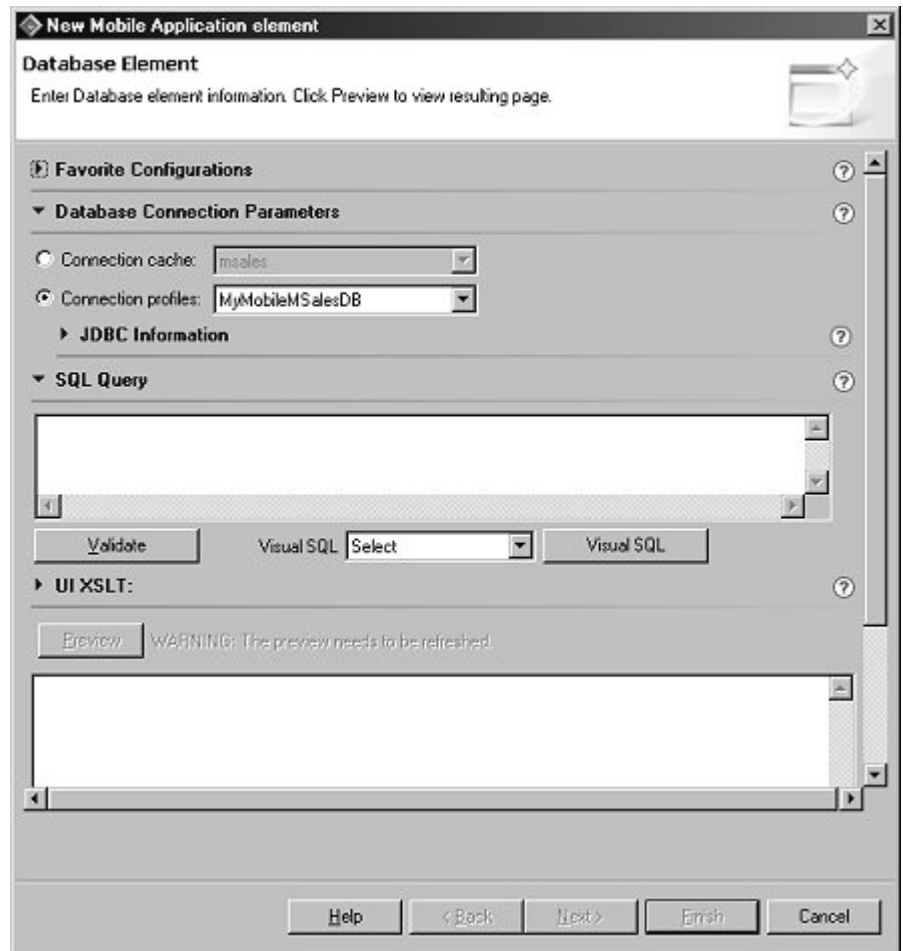 New Mobile Application element
Database Element
Enter Database element information. Click Preview to view resulting page.
Favorite Configurations
Database Connection Parameters
Connection cache: msales
Connection profiles: MyMobileMSalesDB
JDBC Information
SQL Query
Validate Visual SQL Select Visual SQL
UI XSLT:
Preview WARNING: The preview needs to be refreshed.
Help < Back Next > Finish Cancel